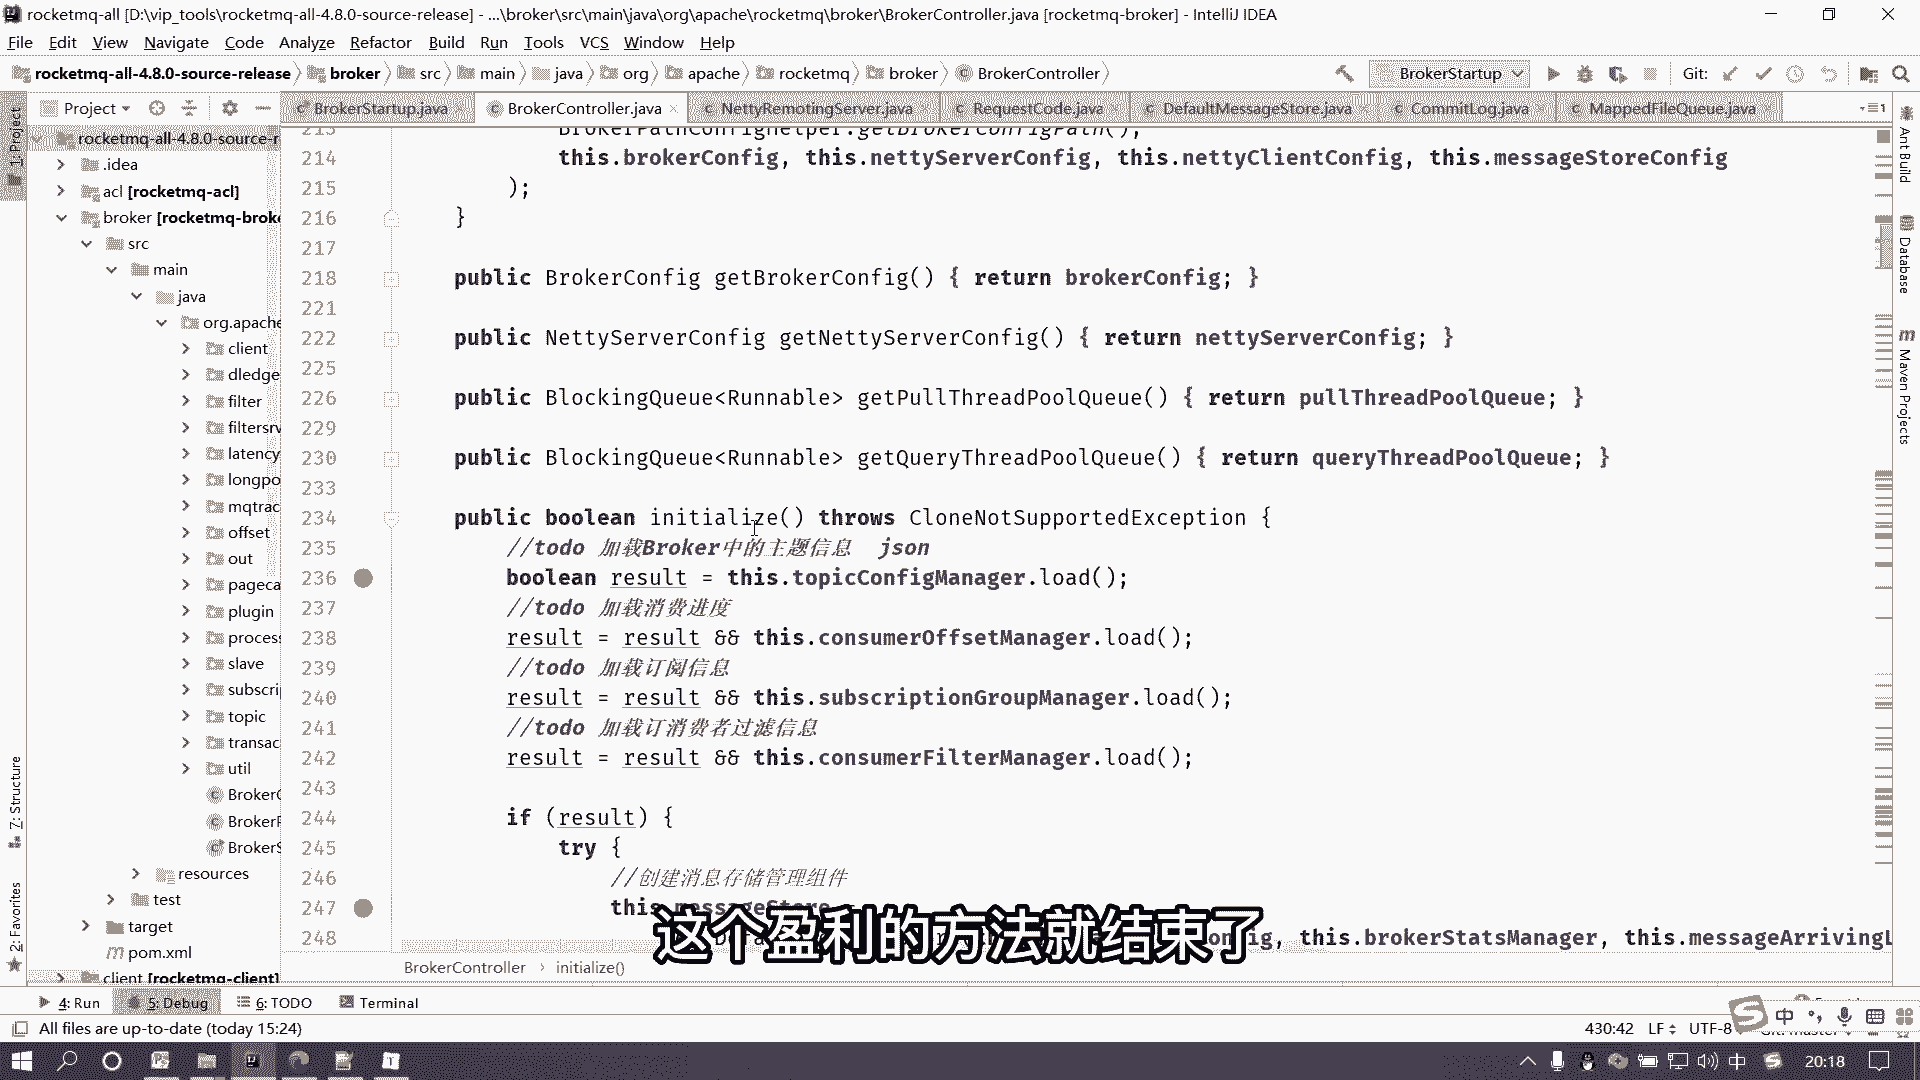 rocketmq-all [D:\vip_tools\rocketmq-all-4.8.0-source-release] - ...\broker\src\main\java\org\apache\rocketmq\broker\BrokerController.java [rocketmq-broker] - IntelliJ IDEA
File Edit View Navigate Code Analyze Refactor Build Run Tools VCS Window Help
rocketmq-all-4.8.0-source-release broker src main java org apache rocketmq broker BrokerController BrokerStartup Git:
Project BrokerStartup.java BrokerController.java NettyRemotingServer.java RequestCode.java DefaultMessageStore.java CommitLog.java MappedFileQueue.java
1: Project
7: Structure
2: Favorites
rocketmq-all-4.8.0-source-r
.idea
acl [rocketmq-acl]
broker [rocketmq-broke
src
main
java
org.apache
client
dledge
filter
filtersrv
latency
longpo
mqtrac
offset
out
pageca
plugin
process
slave
subscri
topic
transac
util
BrokerC
BrokerP
BrokerS
resources
test
target
pom.xml
client [rocketmq-client]
213 BrokerPathConfigHelper.getBrokerConfigPath(),
214 this.brokerConfig, this.nettyServerConfig, this.nettyClientConfig, this.messageStoreConfig
215 );
216 }
217
218 public BrokerConfig getBrokerConfig() { return brokerConfig; }
221
222 public NettyServerConfig getNettyServerConfig() { return nettyServerConfig; }
225
226 public BlockingQueue<Runnable> getPullThreadPoolQueue() { return pullThreadPoolQueue; }
229
230 public BlockingQueue<Runnable> getQueryThreadPoolQueue() { return queryThreadPoolQueue; }
233
234 public boolean initialize() throws CloneNotSupportedException {
235 //todo 加载Broker中的主题信息 json
236 boolean result = this.topicConfigManager.load();
237 //todo 加载消费进度
238 result = result && this.consumerOffsetManager.load();
239 //todo 加载订阅信息
240 result = result && this.subscriptionGroupManager.load();
241 //todo 加载订消费者过滤信息
242 result = result && this.consumerFilterManager.load();
243
244 if (result) {
245 try {
246 //创建消息存储管理组件
247 this.messageStore =
248 nfig, this.brokerStatsManager, this.messageArrivingL
这个盈利的方法就结束了
BrokerController initialize()
Ant Build
Database
Maven Projects
4: Run 5: Debug 6: TODO Terminal
All files are up-to-date (today 15:24) 430:42 LF UTF-8
中
中 20:18